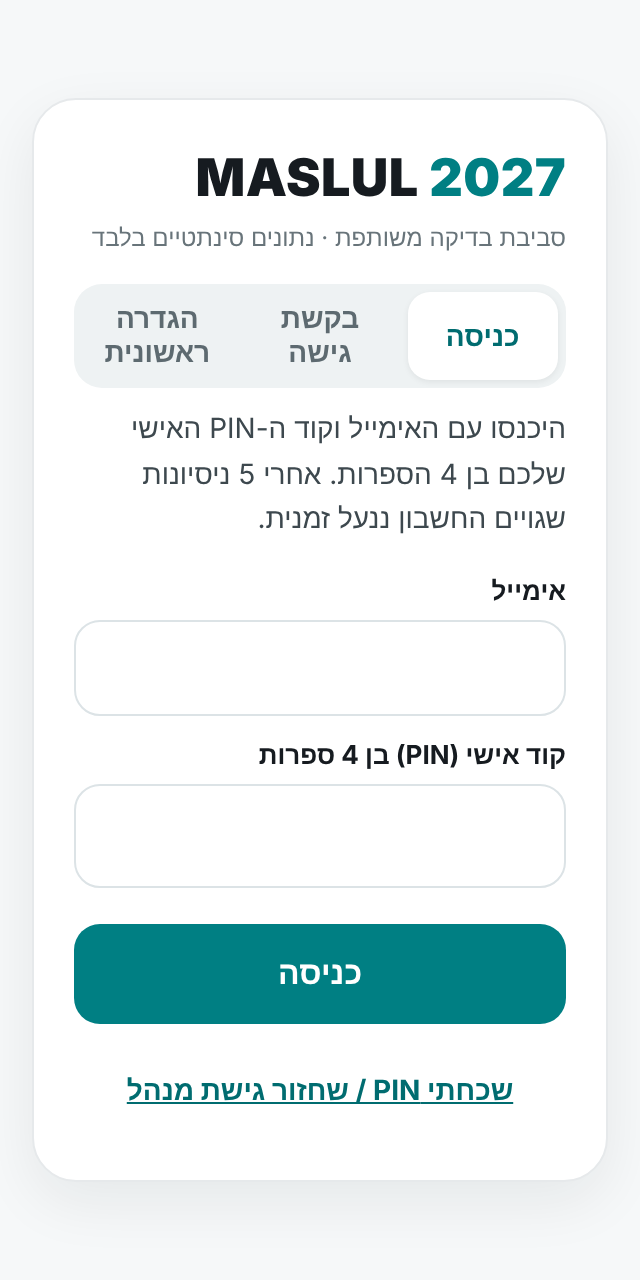 MASLUL 2027
סביבת בדיקה משותפת · נתונים סינתטיים בלבד
כניסה
בקשת
גישה
הגדרה
ראשונית
היכנסו עם האימייל וקוד ה-PIN האישי
שלכם בן 4 הספרות. אחרי 5 ניסיונות
שגויים החשבון ננעל זמנית.
אימייל
קוד אישי (PIN) בן 4 ספרות
כניסה
שכחתי PIN / שחזור גישת מנהל